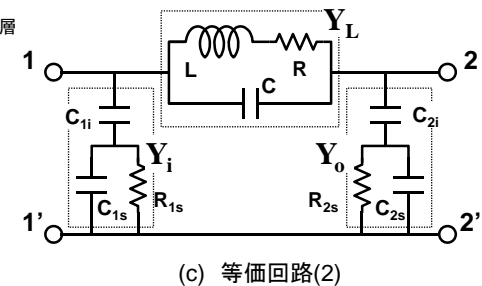 層
Y_L
1
2
L
R
C
C_1i
C_2i
Y_i
Y_o
C_1s
R_1s
R_2s
C_2s
1'
2'
(c) 等価回路(2)